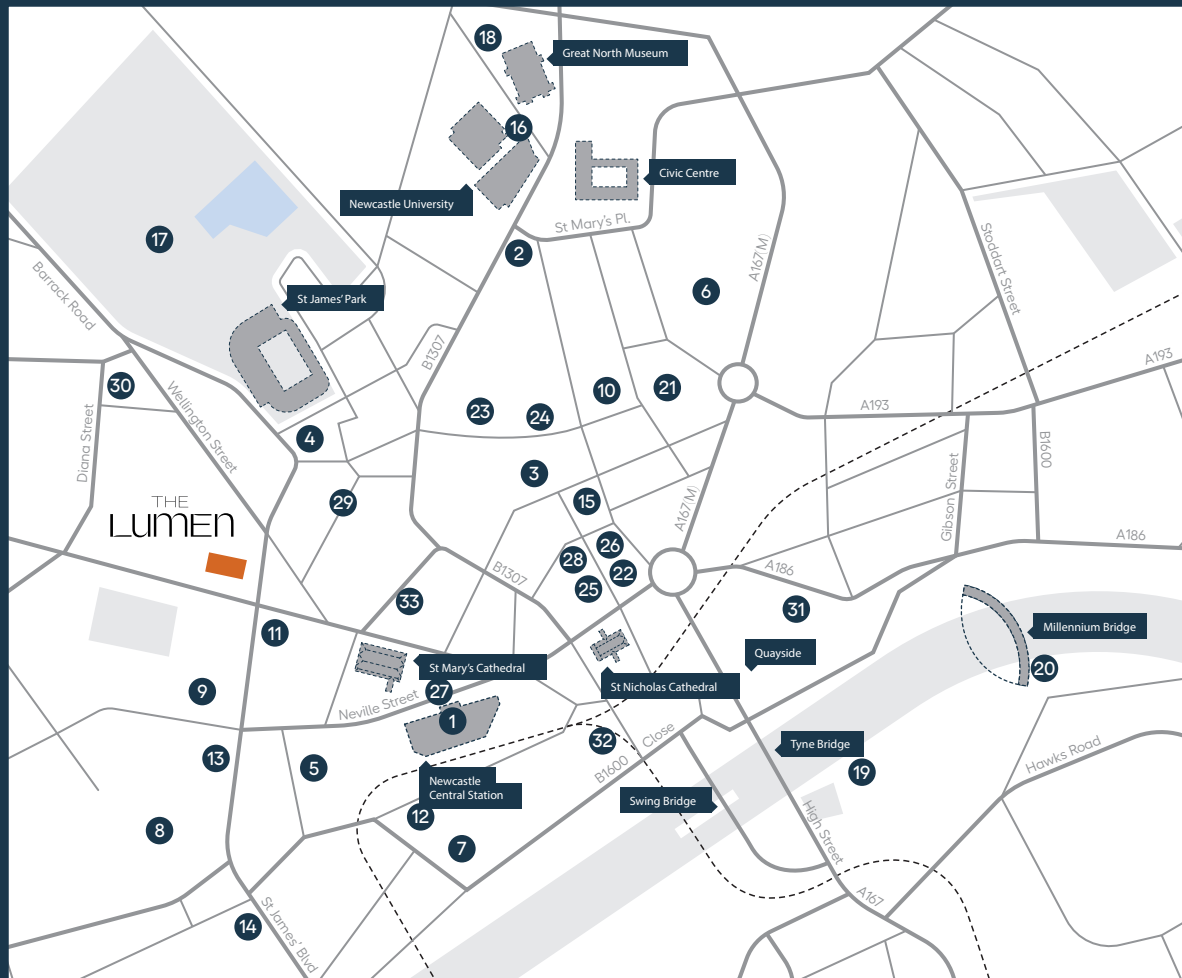 18
Great North Museum
16
Civic Centre
Newcastle University
St Mary's Pl.
17
2
A167(M)
Stoddart Street
Barrack Road
6
St James' Park
B1307
A193
30
Wellington Street
10
21
23
24
A193
Diana Street
4
B1600
3
Gibson Street
29
15
THE
LUMEN
A167(M)
A186
26
28
22
B1307
A186
25
33
31
11
Millennium Bridge
Quayside
St Mary's Cathedral
20
St Nicholas Cathedral
9
27
Neville Street
1
32
Close
Tyne Bridge
13
5
B1600
19
Hawks Road
Newcastle
Central Station
Swing Bridge
12
8
7
High Street
A167
14
St James' Blvd